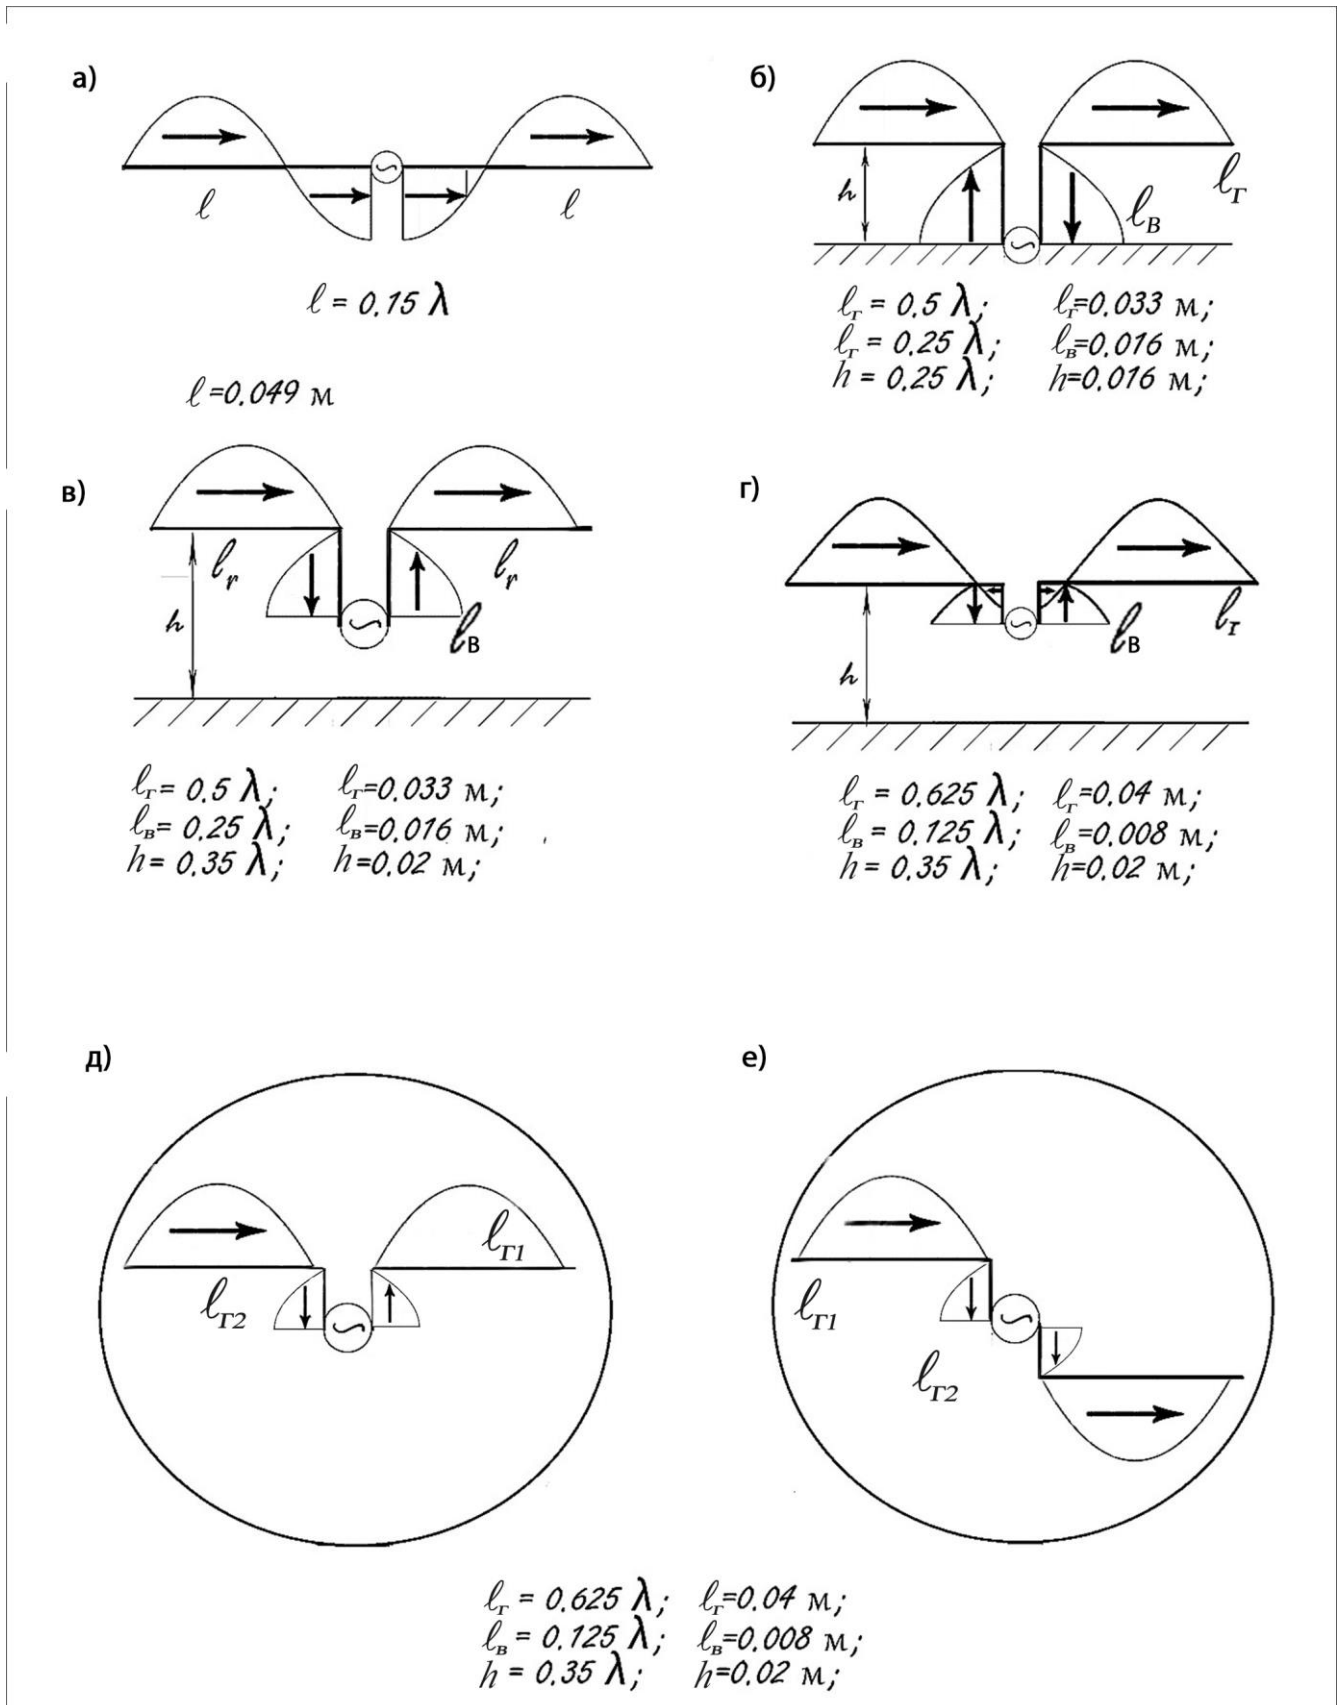 а)
l
l
l = 0.15 λ
l =0.049 м
б)
h
lГ
lВ
lг = 0.5 λ; lг=0.033 м;
lг = 0.25 λ; lв=0.016 м;
h = 0.25 λ; h=0.016 м;
в)
lг
lг
h
lВ
lг= 0.5 λ; lг=0.033 м;
lв= 0.25 λ; lв=0.016 м;
h= 0.35 λ; h=0.02 м;
г)
lг
lВ
h
lг = 0.625 λ; lг=0.04 м;
lв = 0.125 λ; lв=0.008 м;
h= 0.35 λ; h=0.02 м;
д)
lГ1
lГ2
е)
lГ1
lГ2
lг = 0.625 λ; lг=0.04 м;
lв = 0.125 λ; lв=0.008 м;
h = 0.35 λ; h=0.02 м;